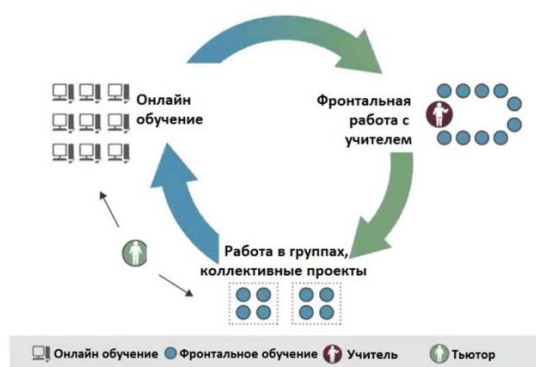 Онлайн
обучение
Фронтальная
работа с
учителем
Работа в группах,
коллективные проекты
Онлайн обучение Фронтальное обучение Учитель Тьютор